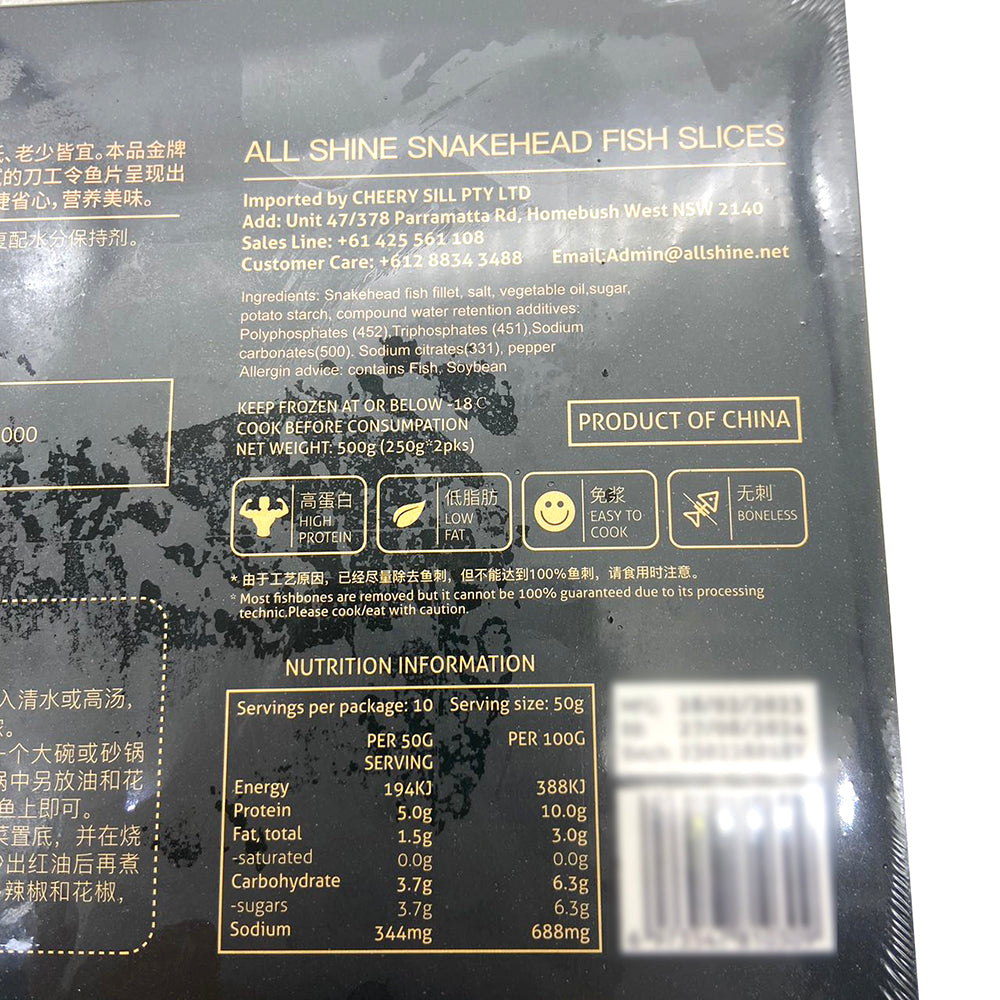 、老少皆宜。本品金牌
的刀工令鱼片呈现出
捷省心，营养美味。
复配水分保持剂。
000
入清水或高汤，
一个大碗或砂锅
锅中另放油和花
鱼上即可。
菜置底，并在烧
出红油后再煮
辣椒和花椒，
ALL SHINE SNAKEHEAD FISH SLICES
Imported by CHEERY SILL PTY LTD
Add: Unit 47/378 Parramatta Rd, Homebush West NSW 2140
Sales Line: +61 425 561 108
Customer Care: +612 8834 3488 Email:Admin@allshine.net
Ingredients: Snakehead fish fillet, salt, vegetable oil,sugar,
potato starch, compound water retention additives:
Polyphosphates (452),Triphosphates (451),Sodium
carbonates(500). Sodium citrates(331), pepper
Allergin advice: contains Fish, Soybean
KEEP FROZEN AT OR BELOW -18 C
COOK BEFORE CONSUMPATION
NET WEIGHT: 500g (250g*2pks)
PRODUCT OF CHINA
高蛋白
HIGH
PROTEIN
低脂肪
LOW
FAT
免浆
EASY TO
COOK
无刺
BONELESS
* 由于工艺原因，已经尽量除去鱼刺，但不能达到100%鱼刺，请食用时注意。
* Most fishbones are removed but it cannot be 100% guaranteed due to its processing
technic.Please cook/eat with caution.
NUTRITION INFORMATION
Servings per package: 10 Serving size: 50g
PER 50G PER 100G
SERVING
Energy 194KJ 388KJ
Protein 5.0g 10.0g
Fat, total 1.5g 3.0g
-saturated 0.0g 0.0g
Carbohydrate 3.7g 6.3g
-sugars 3.7g 6.3g
Sodium 344mg 688mg